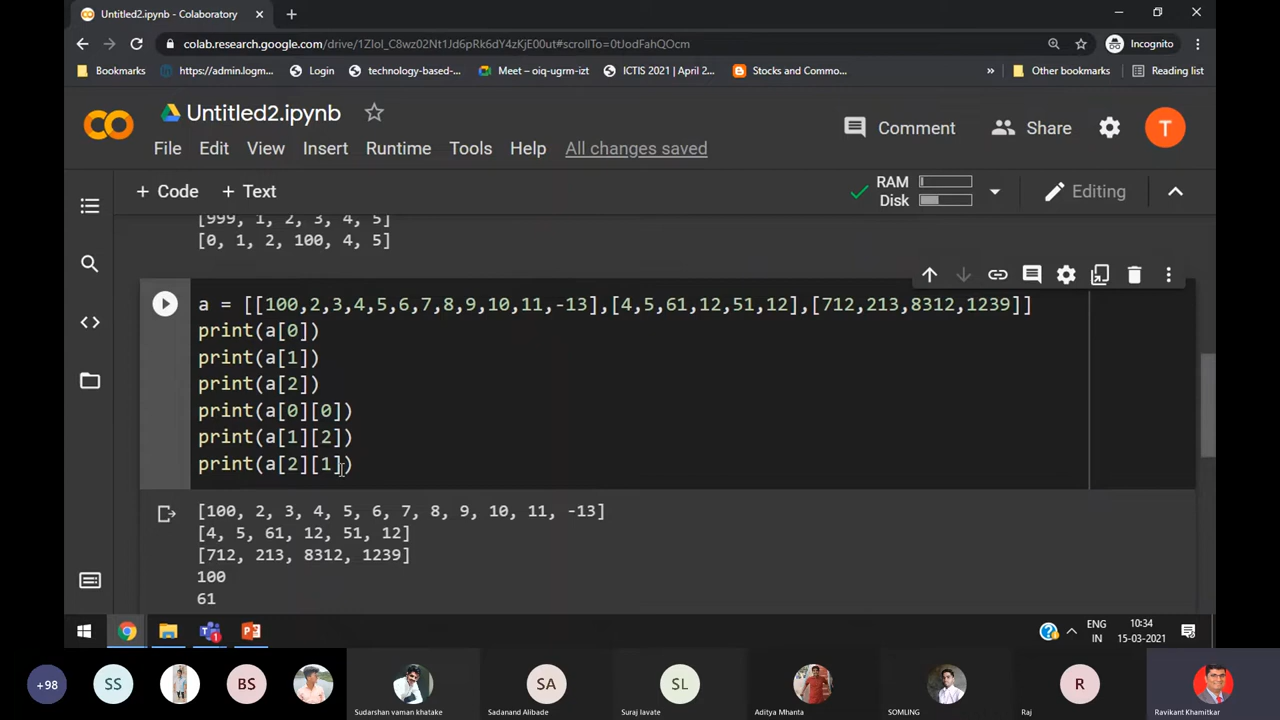 Untitled2.ipynb - Colaboratory
colab.research.google.com/drive/1ZIol_C8wz02Nt1Jd6pRk6dY4zKjE00ut#scrollTo=0tJodFahQOcm
Incognito
Bookmarks
https://admin.logm...
Login
technology-based-...
Meet – oiq-ugrm-izt
ICTIS 2021 | April 2...
Stocks and Commo...
»
Other bookmarks
Reading list
Untitled2.ipynb
Comment
Share
T
File Edit View Insert Runtime Tools Help All changes saved
+ Code + Text
RAM
Disk
Editing
[999, 1, 2, 3, 4, 5]
[0, 1, 2, 100, 4, 5]
a = [[100,2,3,4,5,6,7,8,9,10,11,-13],[4,5,61,12,51,12],[712,213,8312,1239]]
print(a[0])
print(a[1])
print(a[2])
print(a[0][0])
print(a[1][2])
print(a[2][1])
[100, 2, 3, 4, 5, 6, 7, 8, 9, 10, 11, -13]
[4, 5, 61, 12, 51, 12]
[712, 213, 8312, 1239]
100
61
ENG
IN
10:34
15-03-2021
+98
SS
BS
Sudarshan vaman khatake
SA
Sadanand Alibade
SL
Suraj lavate
Aditya Mhanta
SOMLING
R
Raj
Ravikant Khamitkar